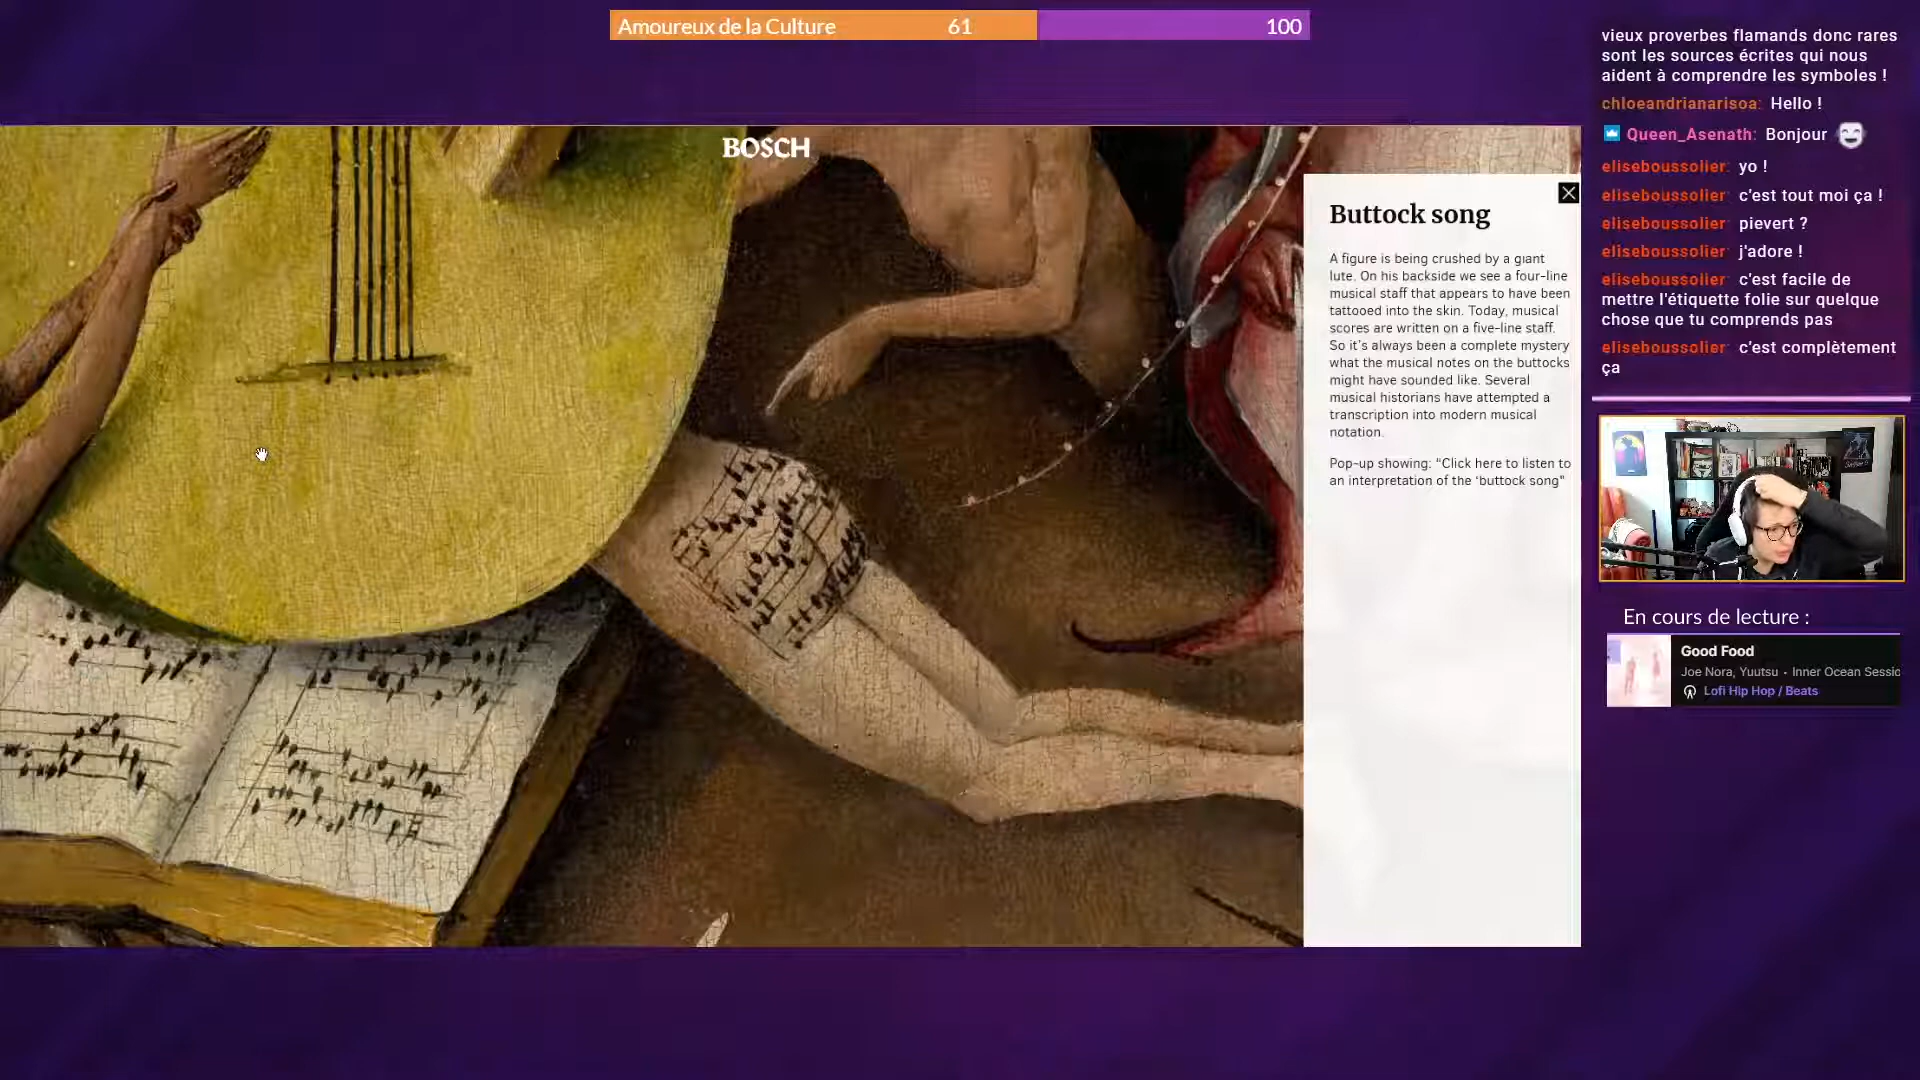 Amoureux de la Culture 61 100
BOSCH
Buttock song
A figure is being crushed by a giant
lute. On his backside we see a four-line
musical staff that appears to have been
tattooed into the skin. Today, musical
scores are written on a five-line staff.
So it's always been a complete mystery
what the musical notes on the buttocks
might have sounded like. Several
musical historians have attempted a
transcription into modern musical
notation.
Pop-up showing: "Click here to listen to
an interpretation of the 'buttock song"
vieux proverbes flamands donc rares
sont les sources écrites qui nous
aident à comprendre les symboles !
chloeandrianarisoa: Hello !
Queen_Asenath: Bonjour
eliseboussolier: yo !
eliseboussolier: c'est tout moi ça !
eliseboussolier: pievert ?
eliseboussolier: j'adore !
eliseboussolier: c'est facile de
mettre l'étiquette folie sur quelque
chose que tu comprends pas
eliseboussolier: c'est complètement
ça
En cours de lecture :
Good Food
Joe Nora, Yuutsu • Inner Ocean Sessio
Lofi Hip Hop / Beats